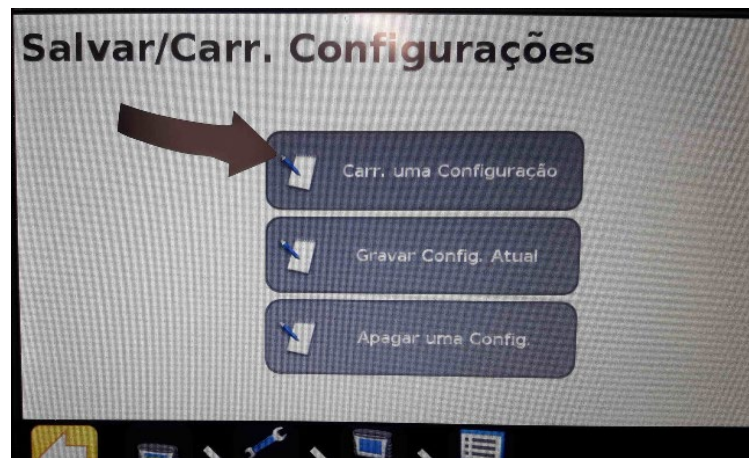 Salvar/Carr. Configurações
Carr. uma Configuração
Gravar Config. Atual
Apagar uma Config.